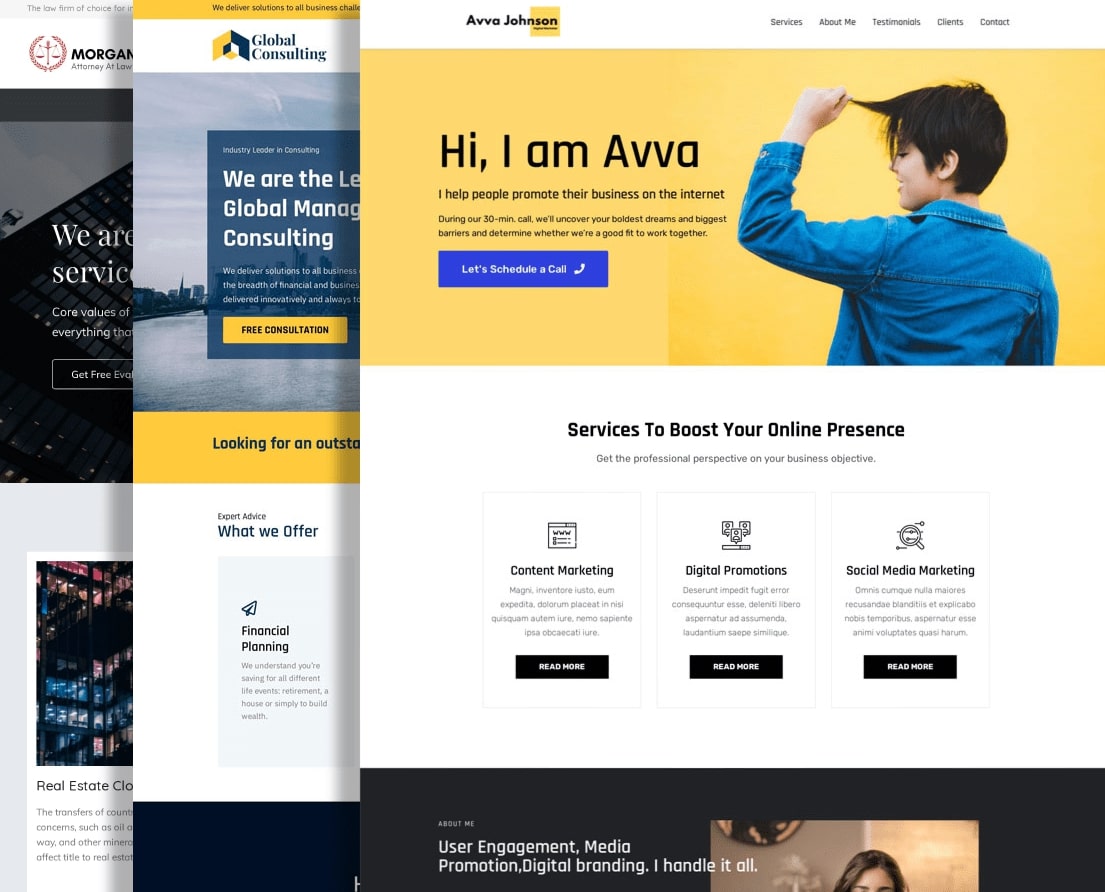 The law firm of choice for in
MORGAN
Attorney At Law
We are
service
Core values of
everything that
Get Free Eval
Real Estate Clo
The transfers of count
concerns, such as oil a
way, and other minero
affect title to real estat
We deliver solutions to all business challe
Global
Consulting
Industry Leader in Consulting
We are the Le
Global Manag
Consulting
We deliver solutions to all business
the breadth of financial and busines
delivered innovatively and always to
FREE CONSULTATION
Looking for an outsta
Expert Advice
What we Offer
Financial
Planning
We understand you're
saving for all different
life events: retirement, a
house or simply to build
wealth.
H
Avva Johnson
Services About Me Testimonials Clients Contact
Hi, I am Avva
I help people promote their business on the internet
During our 30-min. call, we'll uncover your boldest dreams and biggest
barriers and determine whether we're a good fit to work together.
Let's Schedule a Call
Services To Boost Your Online Presence
Get the professional perspective on your business objective.
Content Marketing
Magni, inventore iusto, eum
expedita, dolorum placeat in nisi
quisquam autem iure, nemo sapiente
ipsa obcaecati iure.
READ MORE
Digital Promotions
Deserunt impedit fugit error
consequuntur esse, deleniti libero
aspernatur ad assumenda,
laudantium saepe similique.
READ MORE
Social Media Marketing
Omnis cumque nulla maiores
recusandae blanditiis et explicabo
nobis temporibus, aspernatur esse
animi voluptates quasi harum.
READ MORE
ABOUT ME
User Engagement, Media
Promotion,Digital branding. I handle it all.